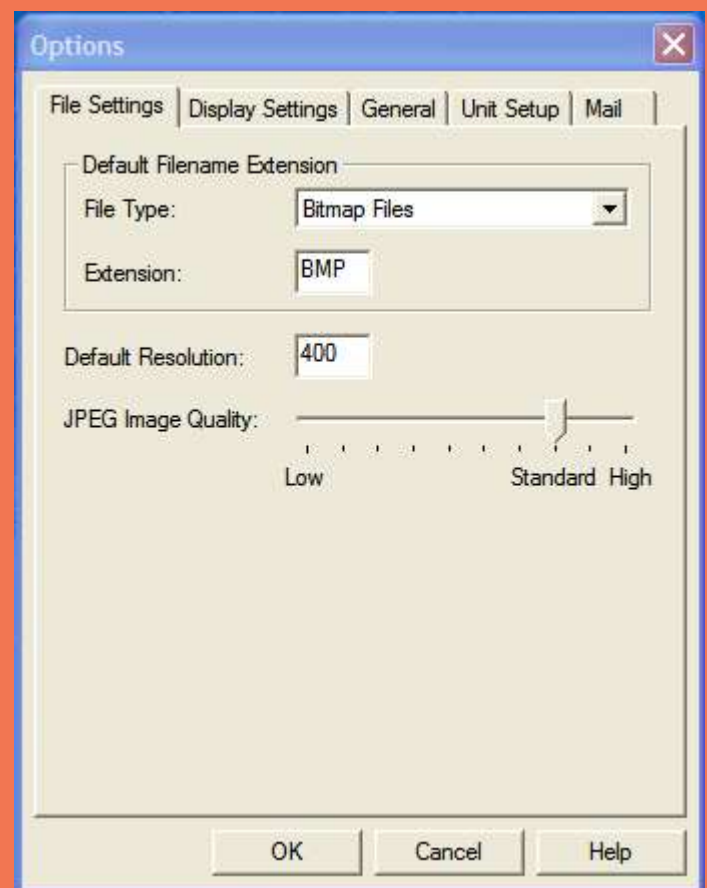 Options
File Settings Display Settings General Unit Setup Mail
Default Filename Extension
File Type: Bitmap Files
Extension: BMP
Default Resolution: 400
JPEG Image Quality:
Low Standard High
OK Cancel Help